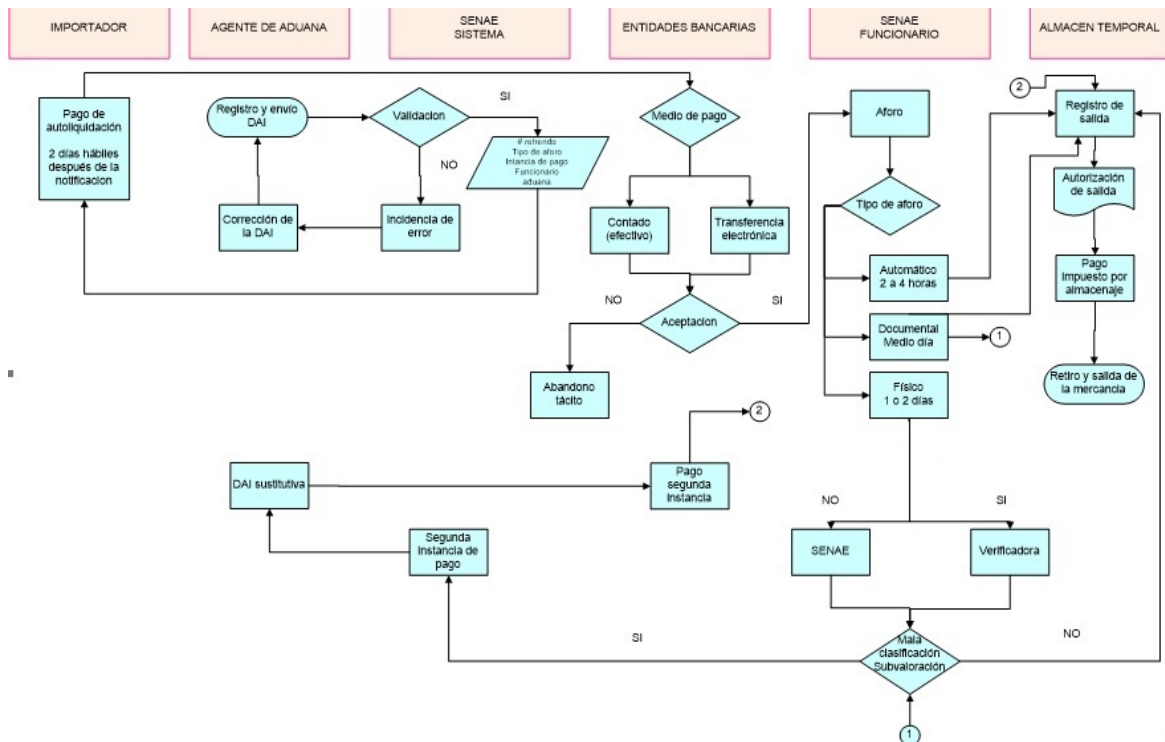 IMPORTADOR
AGENTE DE ADUANA
SENAE
SISTEMA
ENTIDADES BANCARIAS
SENAE
FUNCIONARIO
ALMACEN TEMPORAL
Pago de
autoliquidación
2 días hábiles
después de la
notificacion
Registro y envío
DAI
Validacion
SI
NO
# refrendo
Tipo de aforo
Intancia de pago
Funcionario
aduana
Corrección de
la DAI
Incidencia de
error
Medio de pago
Contado
(efectivo)
Transferencia
electrónica
NO
SI
Aceptacion
Abandono
tácito
Aforo
Tipo de aforo
Automático
2 a 4 horas
Documental
Medio día
1
Físico
1 o 2 días
2
Registro de
salida
Autorización
de salida
Pago
Impuesto por
almacenaje
Retiro y salida de
la mercancia
2
DAI sustitutiva
Pago
segunda
Instancia
NO
SI
Segunda
Instancia de
pago
SENAE
Verificadora
SI
Mala
clasificación
Subvaloración
NO
1